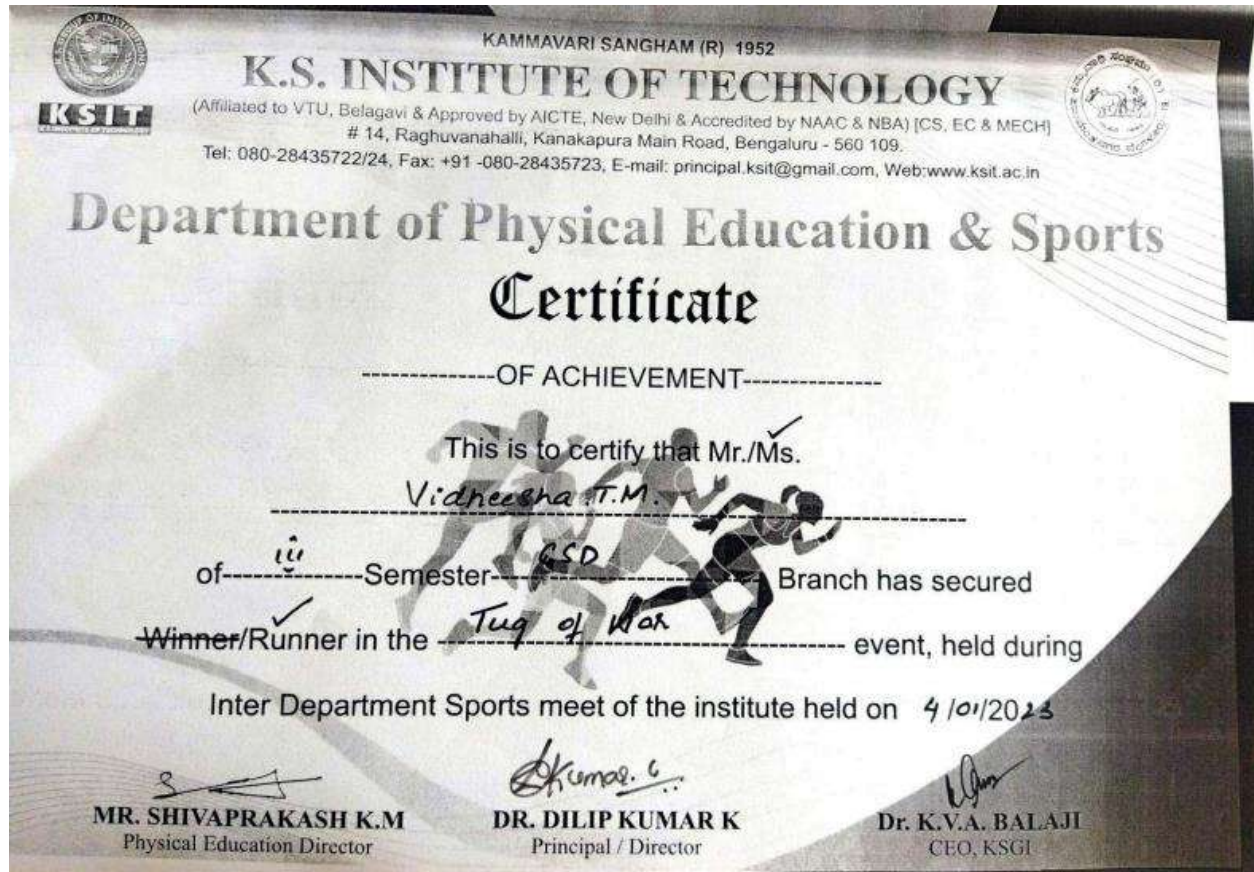 KAMMAVARI SANGHAM (R) 1952
K.S. INSTITUTE OF TECHNOLOGY
KSIT
(Affiliated to VTU, Belagavi & Approved by AICTE, New Delhi & Accredited by NAAC & NBA) [CS, EC & MECH]
# 14, Raghuvanahalli, Kanakapura Main Road, Bengaluru - 560 109.
Tel: 080-28435722/24, Fax: +91 -080-28435723, E-mail: principal.ksit@gmail.com, Web:www.ksit.ac.in
Department of Physical Education & Sports
Certificate
--------------OF ACHIEVEMENT--------------
This is to certify that Mr./Ms.
Vidheesha T.M.
of iii Semester CSD Branch has secured
Winner/Runner in the Tug of War event, held during
Inter Department Sports meet of the institute held on 4/01/2023
MR. SHIVAPRAKASH K.M
Physical Education Director
DR. DILIP KUMAR K
Principal / Director
Dr. K.V.A. BALAJI
CEO, KSGI